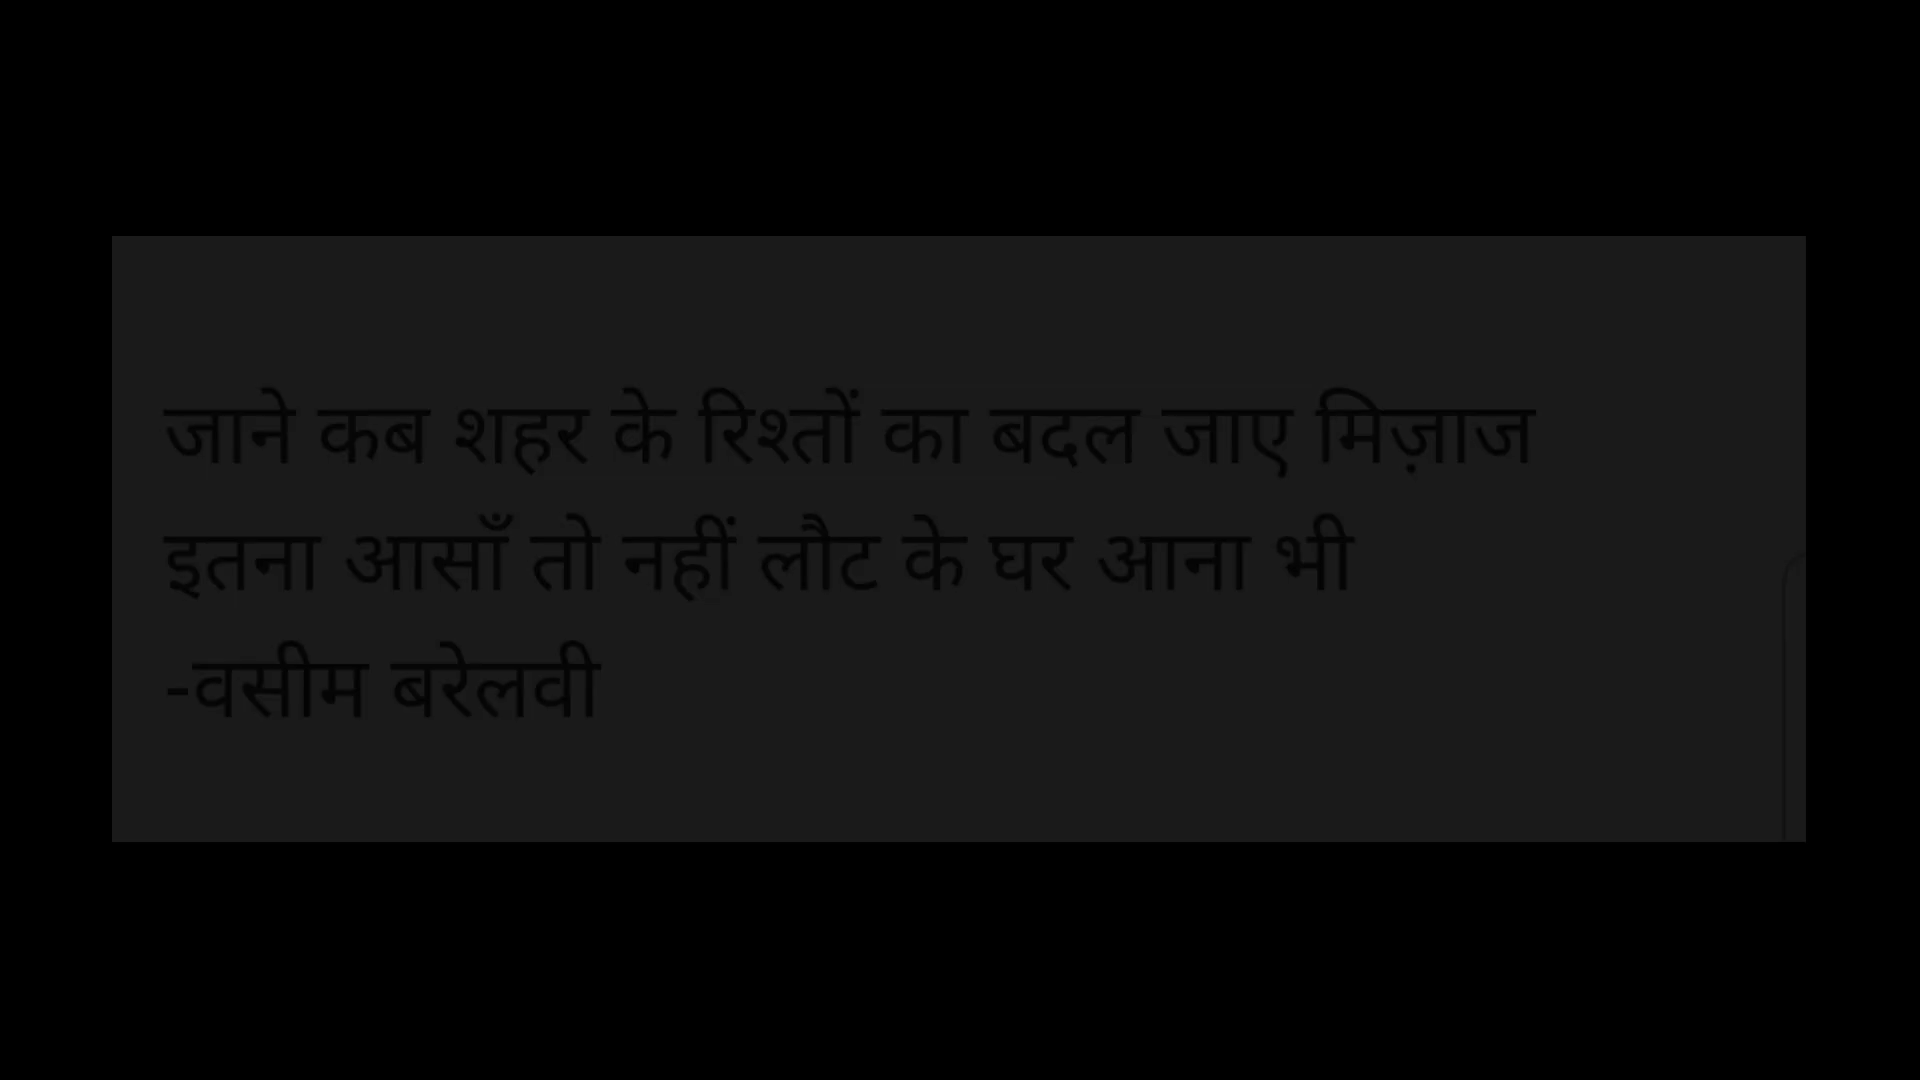 जाने कब शहर के रिश्तों का बदल जाए मिज़ाज
इतना आसाँ तो नहीं लौट के घर आना भी
-वसीम बरेलवी